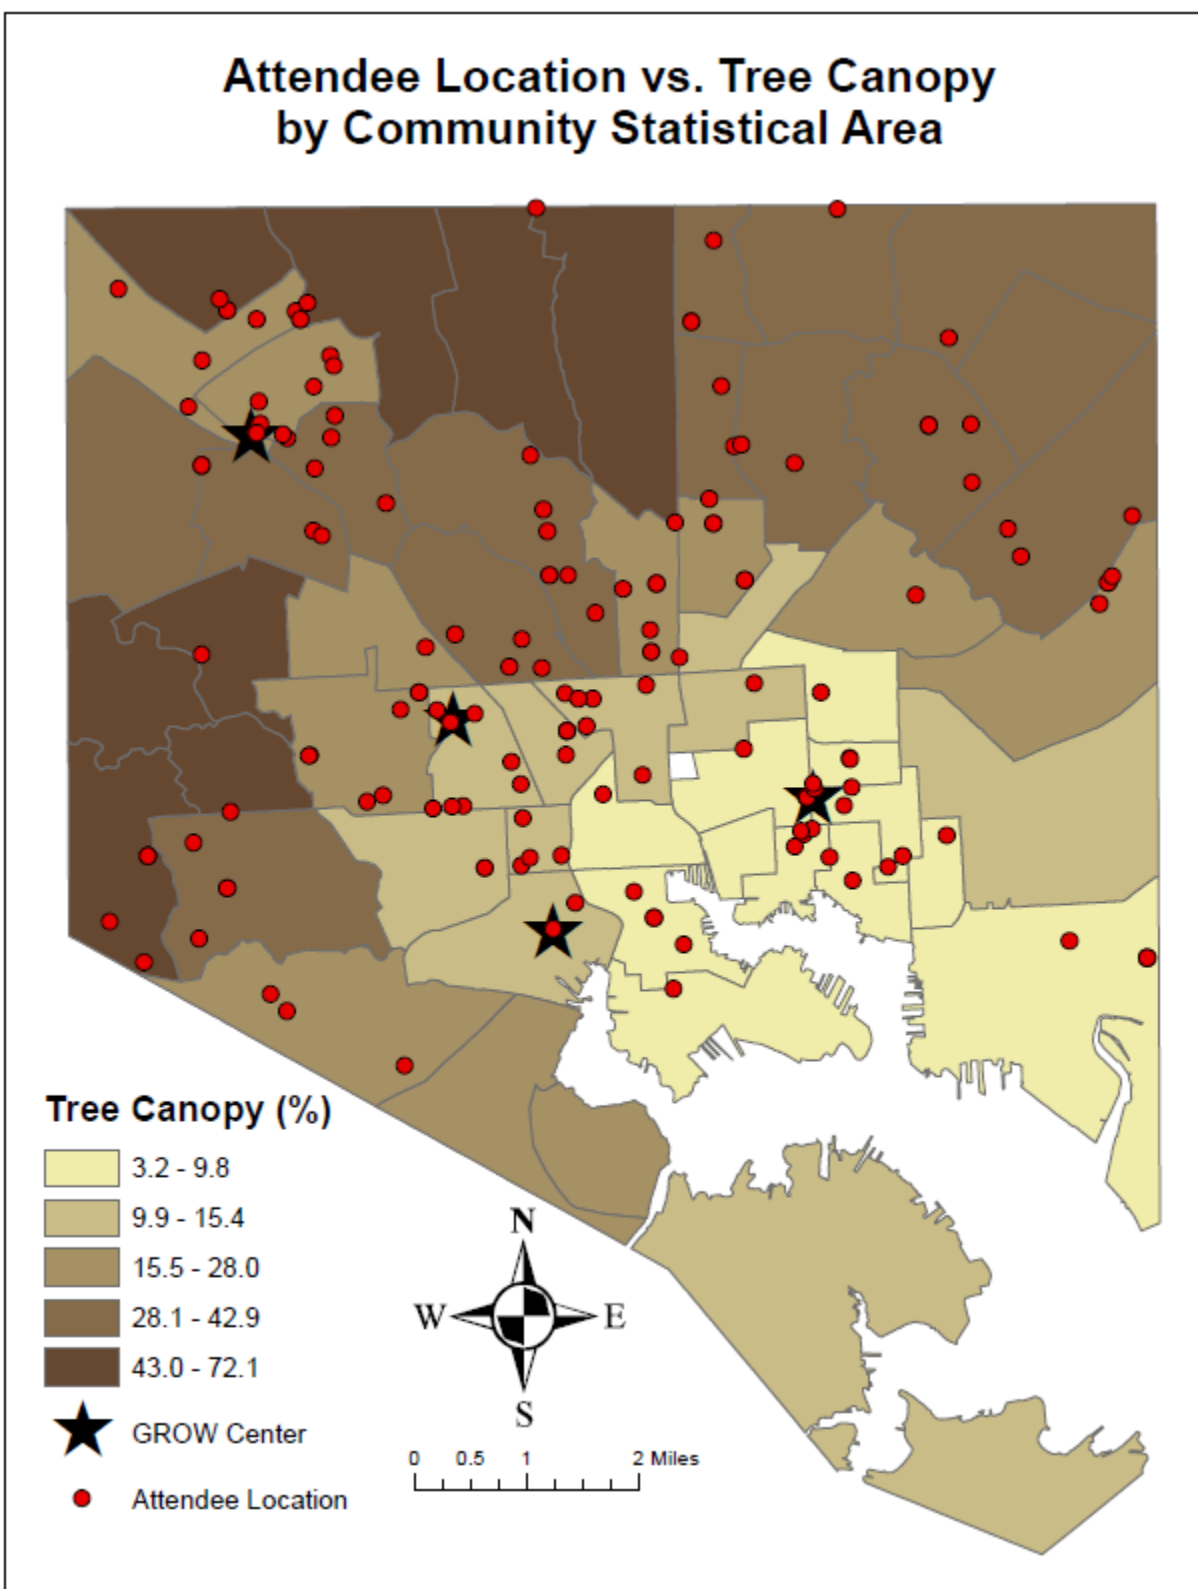 Attendee Location vs. Tree Canopy
by Community Statistical Area
Tree Canopy (%)
3.2 - 9.8
9.9 - 15.4
15.5 - 28.0
28.1 - 42.9
43.0 - 72.1
GROW Center
Attendee Location
N
W
E
S
0 0.5 1 2 Miles